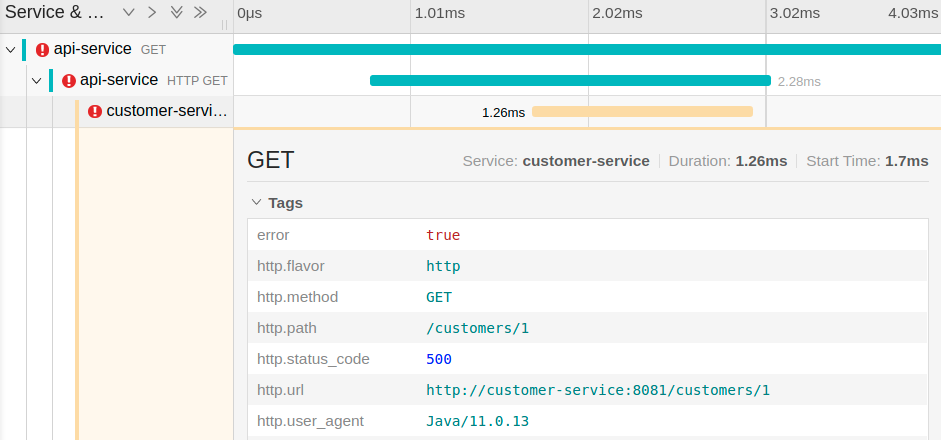 Service & ... 0μs 1.01ms 2.02ms 3.02ms 4.03ms
api-service GET
api-service HTTP GET 2.28ms
customer-servi... 1.26ms
GET Service: customer-service Duration: 1.26ms Start Time: 1.7ms
Tags
error true
http.flavor http
http.method GET
http.path /customers/1
http.status_code 500
http.url http://customer-service:8081/customers/1
http.user_agent Java/11.0.13